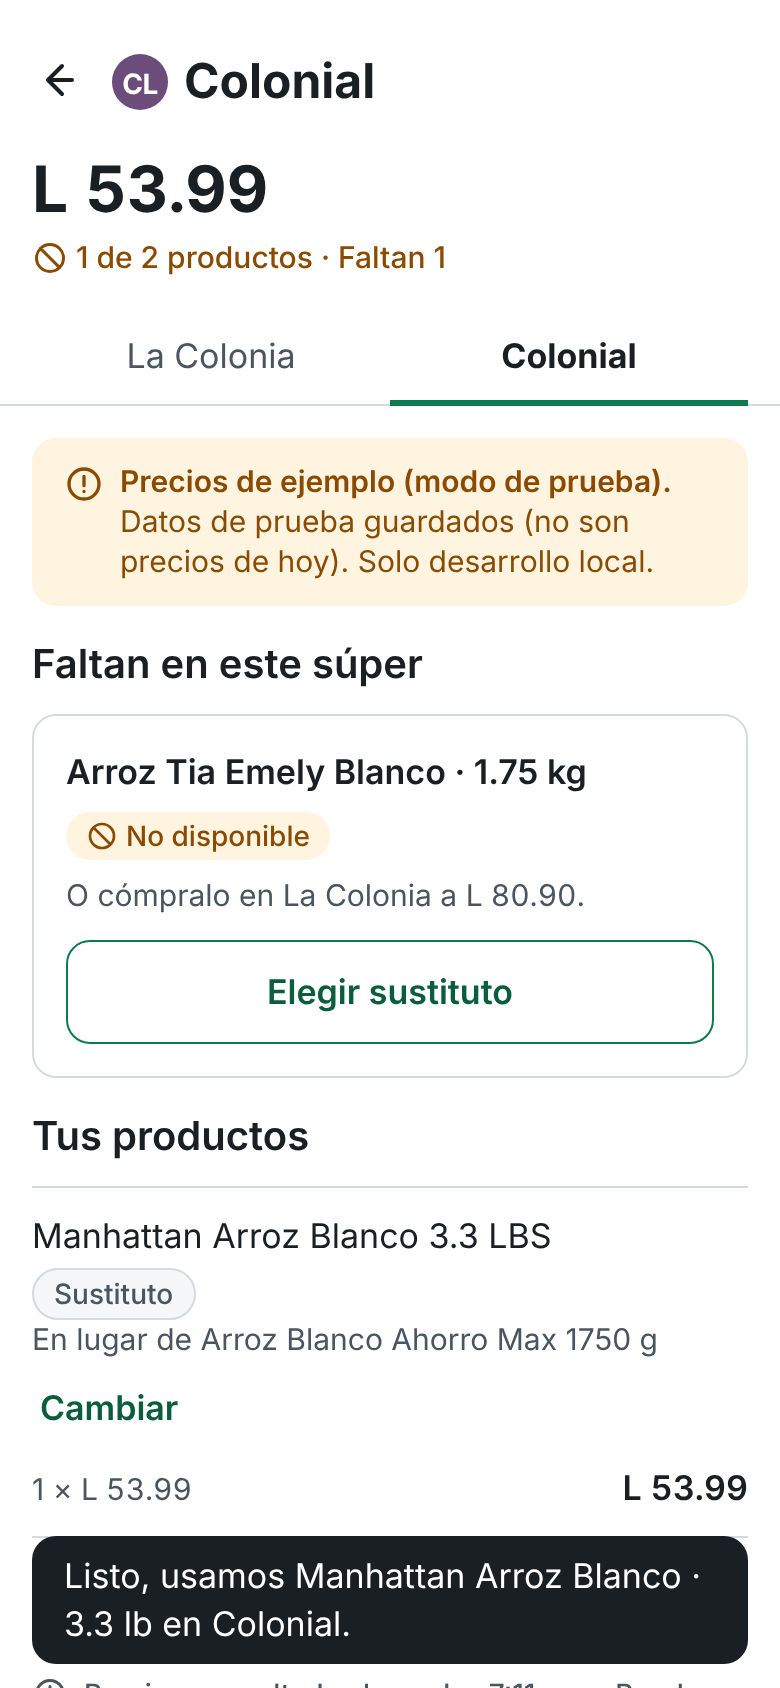 CL Colonial
L 53.99
1 de 2 productos · Faltan 1
La Colonia
Colonial
Precios de ejemplo (modo de prueba).
Datos de prueba guardados (no son
precios de hoy). Solo desarrollo local.
Faltan en este súper
Arroz Tia Emely Blanco · 1.75 kg
No disponible
O cómpralo en La Colonia a L 80.90.
Elegir sustituto
Tus productos
Manhattan Arroz Blanco 3.3 LBS
Sustituto
En lugar de Arroz Blanco Ahorro Max 1750 g
Cambiar
1 × L 53.99
L 53.99
Listo, usamos Manhattan Arroz Blanco ·
3.3 lb en Colonial.